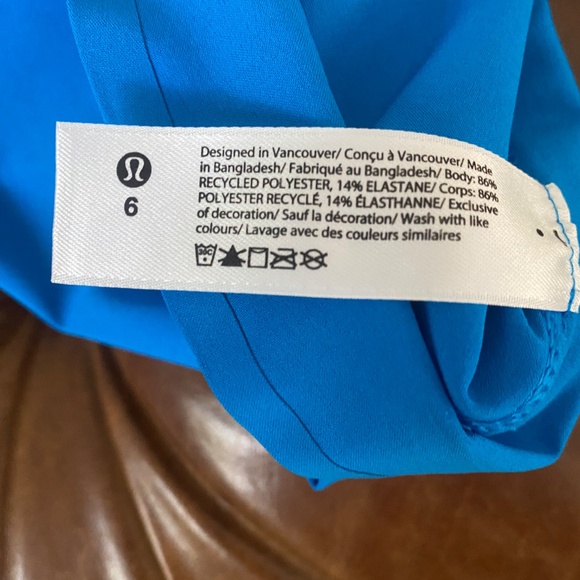 6
Designed in Vancouver/ Conçu à Vancouver/ Made
in Bangladesh/ Fabriqué au Bangladesh/ Body: 86%
RECYCLED POLYESTER, 14% ELASTANE/ Corps: 86%
POLYESTER RECYCLÉ, 14% ÉLASTHANNE/ Exclusive
of decoration/ Sauf la décoration/ Wash with like
colours/ Lavage avec des couleurs similaires
30C